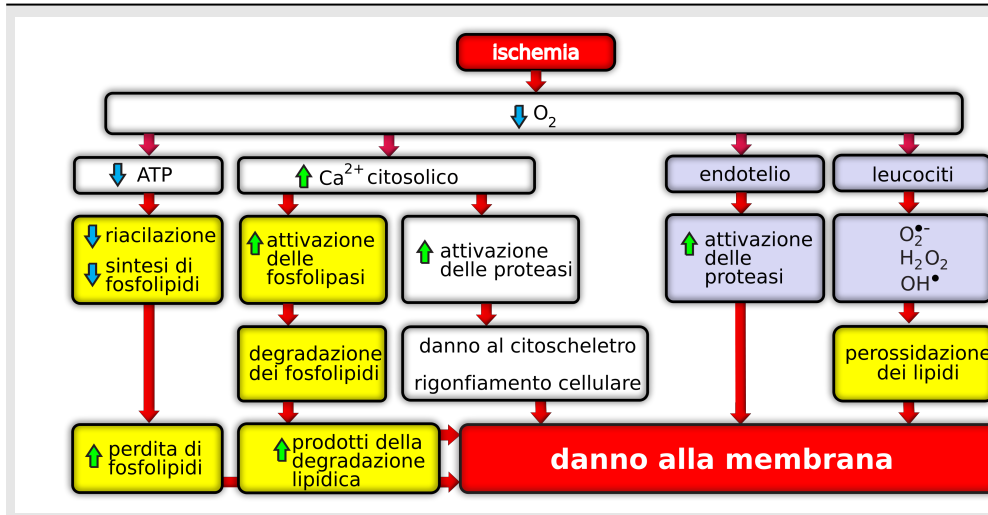 ischemia
O2
ATP
Ca2+ citosolico
endotelio
leucociti
riacilazione
sintesi di
fosfolipidi
attivazione
delle
fosfolipasi
attivazione
delle proteasi
attivazione
delle
proteasi
O2•-
H2O2
OH•
degradazione
dei fosfolipidi
danno al citoscheletro
rigonfiamento cellulare
perossidazione
dei lipidi
perdita di
fosfolipidi
prodotti della
degradazione
lipidica
danno alla membrana